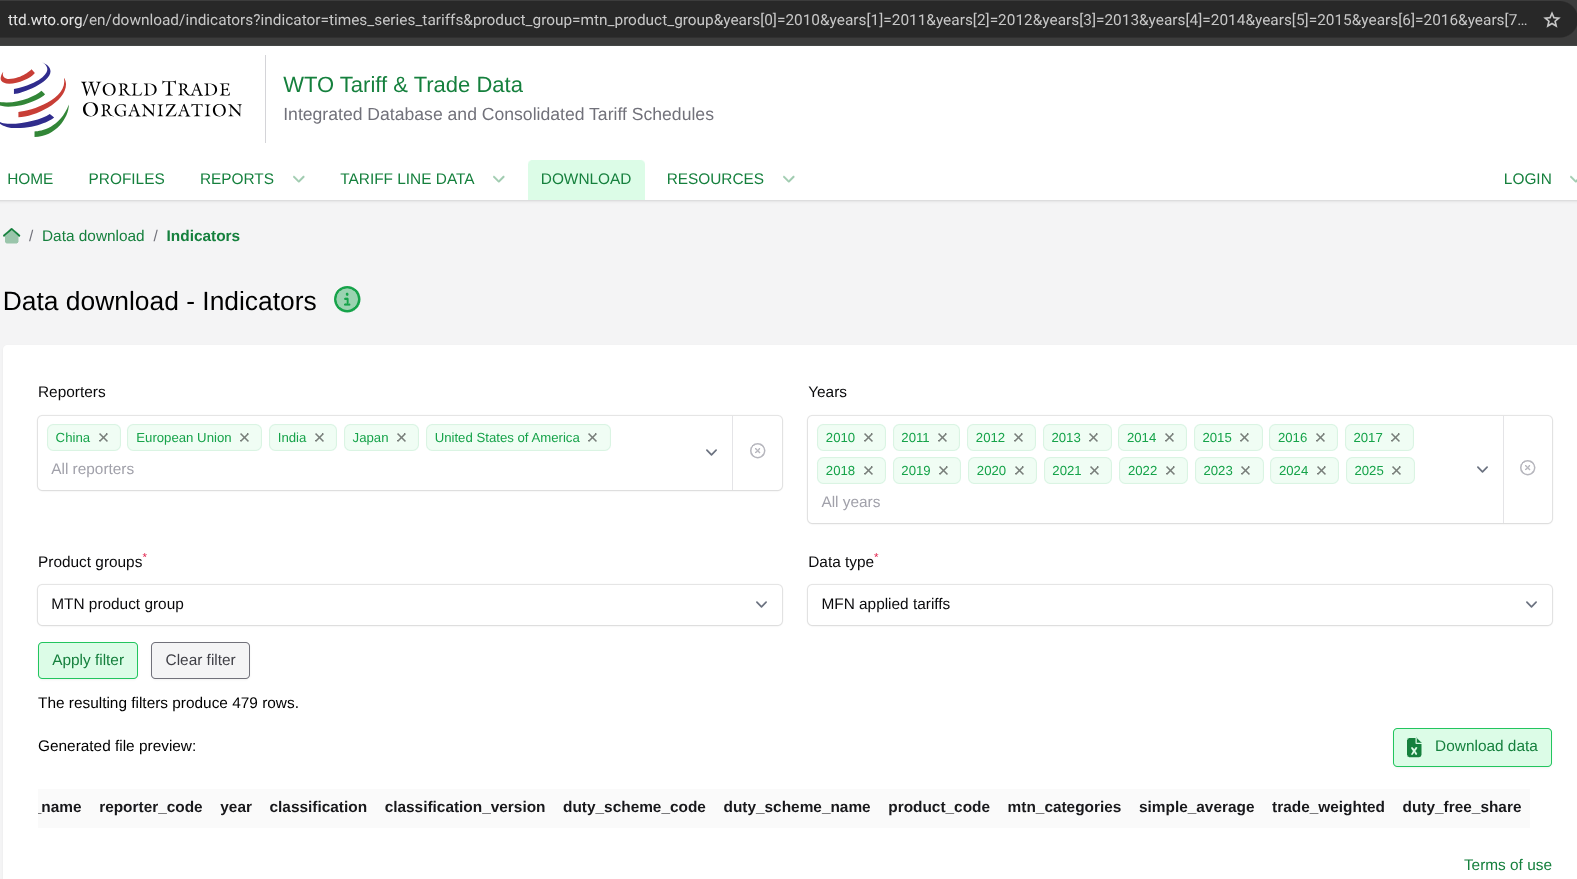 ttd.wto.org/en/download/indicators?indicator=times_series_tariffs&product_group=mtn_product_group&years[0]=2010&years[1]=2011&years[2]=2012&years[3]=2013&years[4]=2014&years[5]=2015&years[6]=2016&years[7...
WORLD TRADE
ORGANIZATION
WTO Tariff & Trade Data
Integrated Database and Consolidated Tariff Schedules
HOME PROFILES REPORTS TARIFF LINE DATA DOWNLOAD RESOURCES LOGIN
/ Data download / Indicators
Data download - Indicators
Reporters
China European Union India Japan United States of America
All reporters
Years
2010 2011 2012 2013 2014 2015 2016 2017
2018 2019 2020 2021 2022 2023 2024 2025
All years
Product groups*
MTN product group
Data type*
MFN applied tariffs
Apply filter Clear filter
The resulting filters produce 479 rows.
Generated file preview:
Download data
_name reporter_code year classification classification_version duty_scheme_code duty_scheme_name product_code mtn_categories simple_average trade_weighted duty_free_share
Terms of use